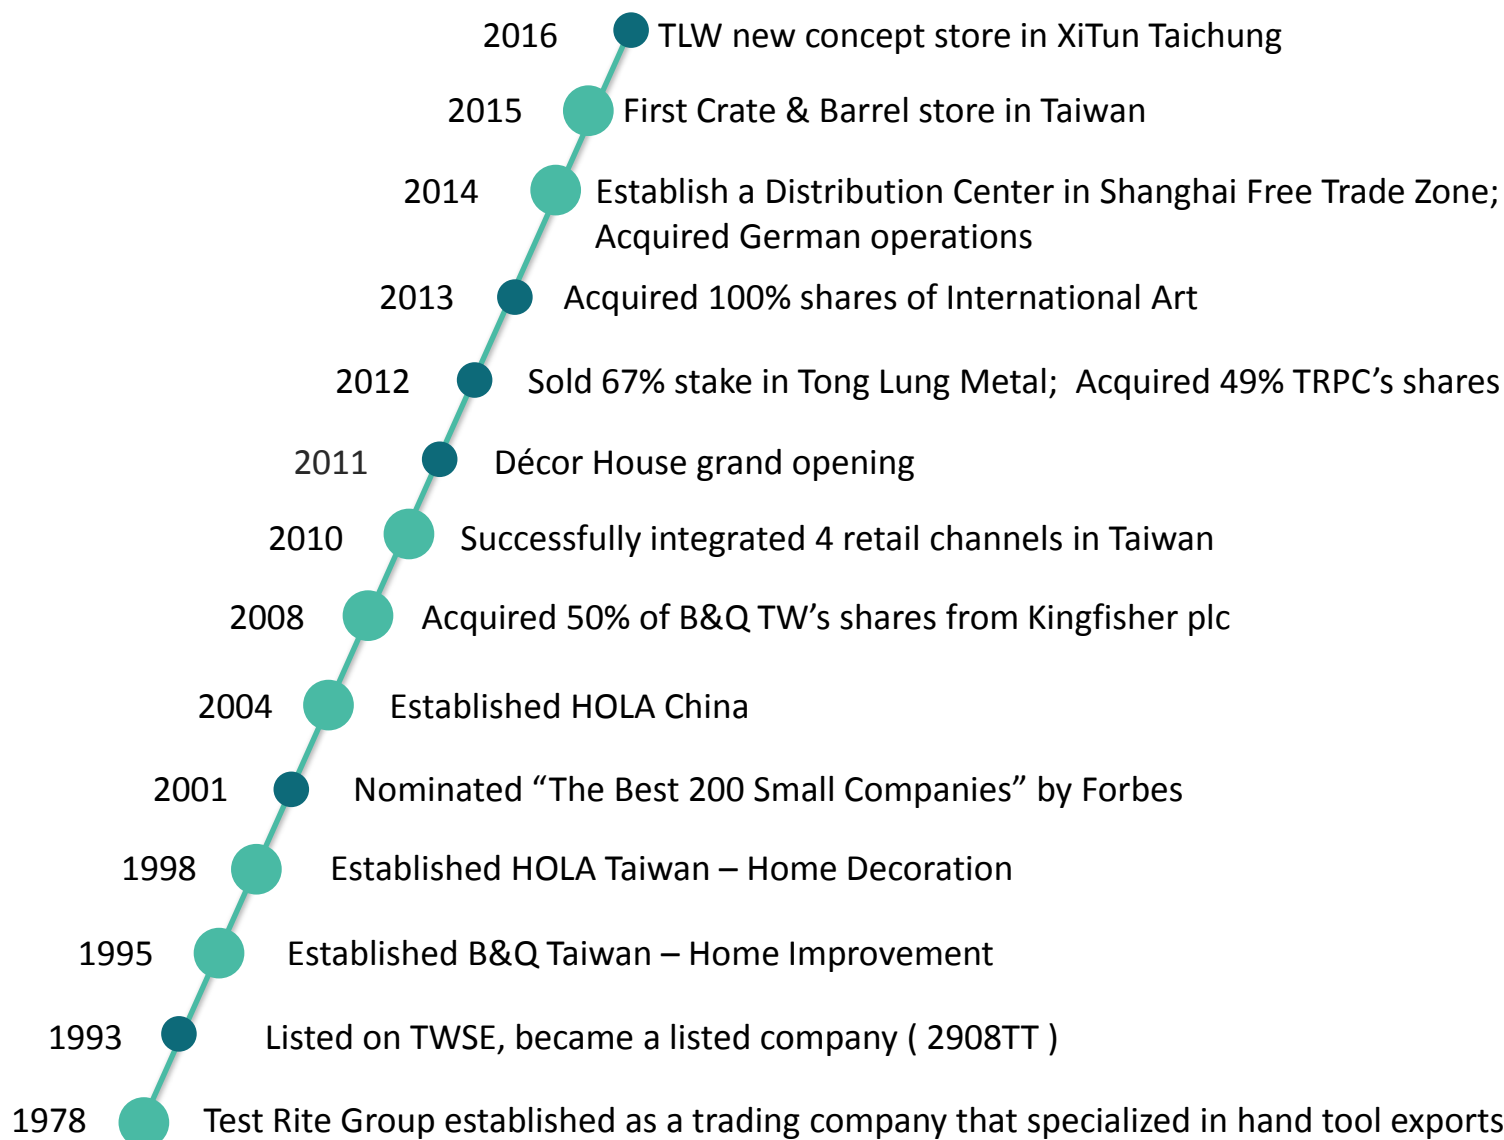 2016 TLW new concept store in XiTun Taichung
2015 First Crate & Barrel store in Taiwan
2014 Establish a Distribution Center in Shanghai Free Trade Zone;
Acquired German operations
2013 Acquired 100% shares of International Art
2012 Sold 67% stake in Tong Lung Metal; Acquired 49% TRPC’s shares
2011 Décor House grand opening
2010 Successfully integrated 4 retail channels in Taiwan
2008 Acquired 50% of B&Q TW’s shares from Kingfisher plc
2004 Established HOLA China
2001 Nominated “The Best 200 Small Companies” by Forbes
1998 Established HOLA Taiwan – Home Decoration
1995 Established B&Q Taiwan – Home Improvement
1993 Listed on TWSE, became a listed company ( 2908TT )
1978 Test Rite Group established as a trading company that specialized in hand tool exports